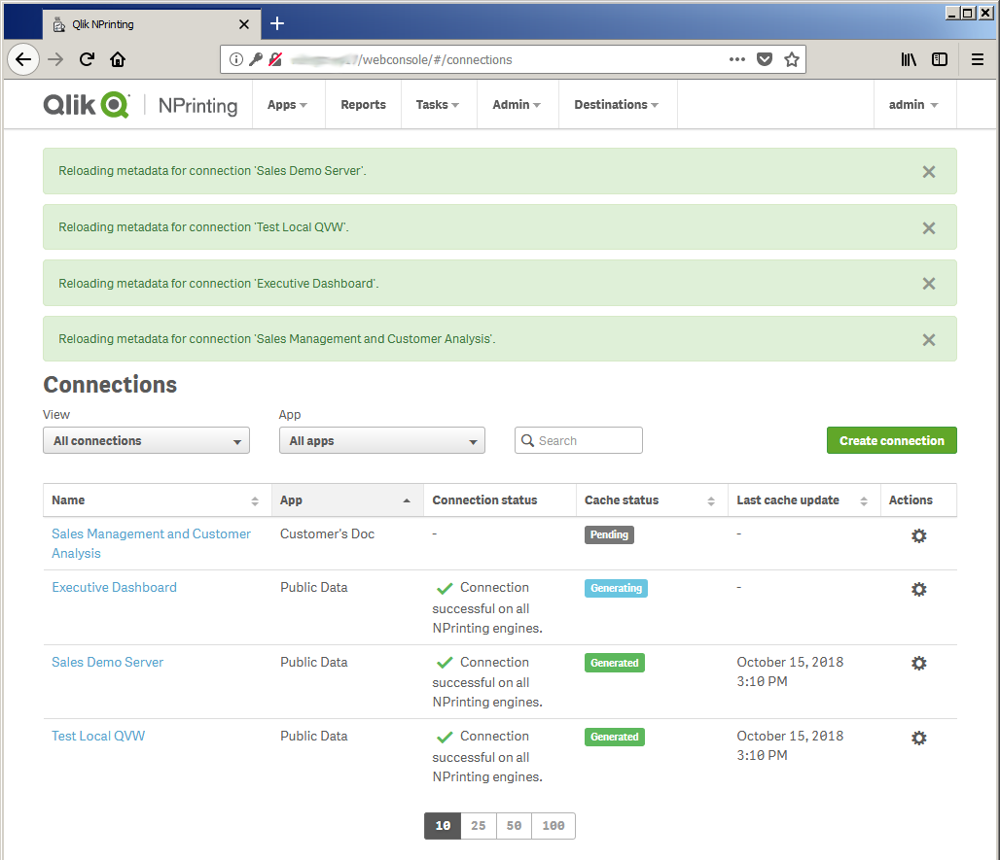 Qlik NPrinting
/webconsole/#/connections
Qlik NPrinting Apps Reports Tasks Admin Destinations admin
Reloading metadata for connection 'Sales Demo Server'.
Reloading metadata for connection 'Test Local QVW'.
Reloading metadata for connection 'Executive Dashboard'.
Reloading metadata for connection 'Sales Management and Customer Analysis'.
Connections
View App
All connections All apps Search Create connection
Name App Connection status Cache status Last cache update Actions
Sales Management and Customer Customer's Doc - Pending -
Analysis
Executive Dashboard Public Data Connection Generating -
successful on all
NPrinting engines.
Sales Demo Server Public Data Connection Generated October 15, 2018
successful on all 3:10 PM
NPrinting engines.
Test Local QVW Public Data Connection Generated October 15, 2018
successful on all 3:10 PM
NPrinting engines.
10 25 50 100